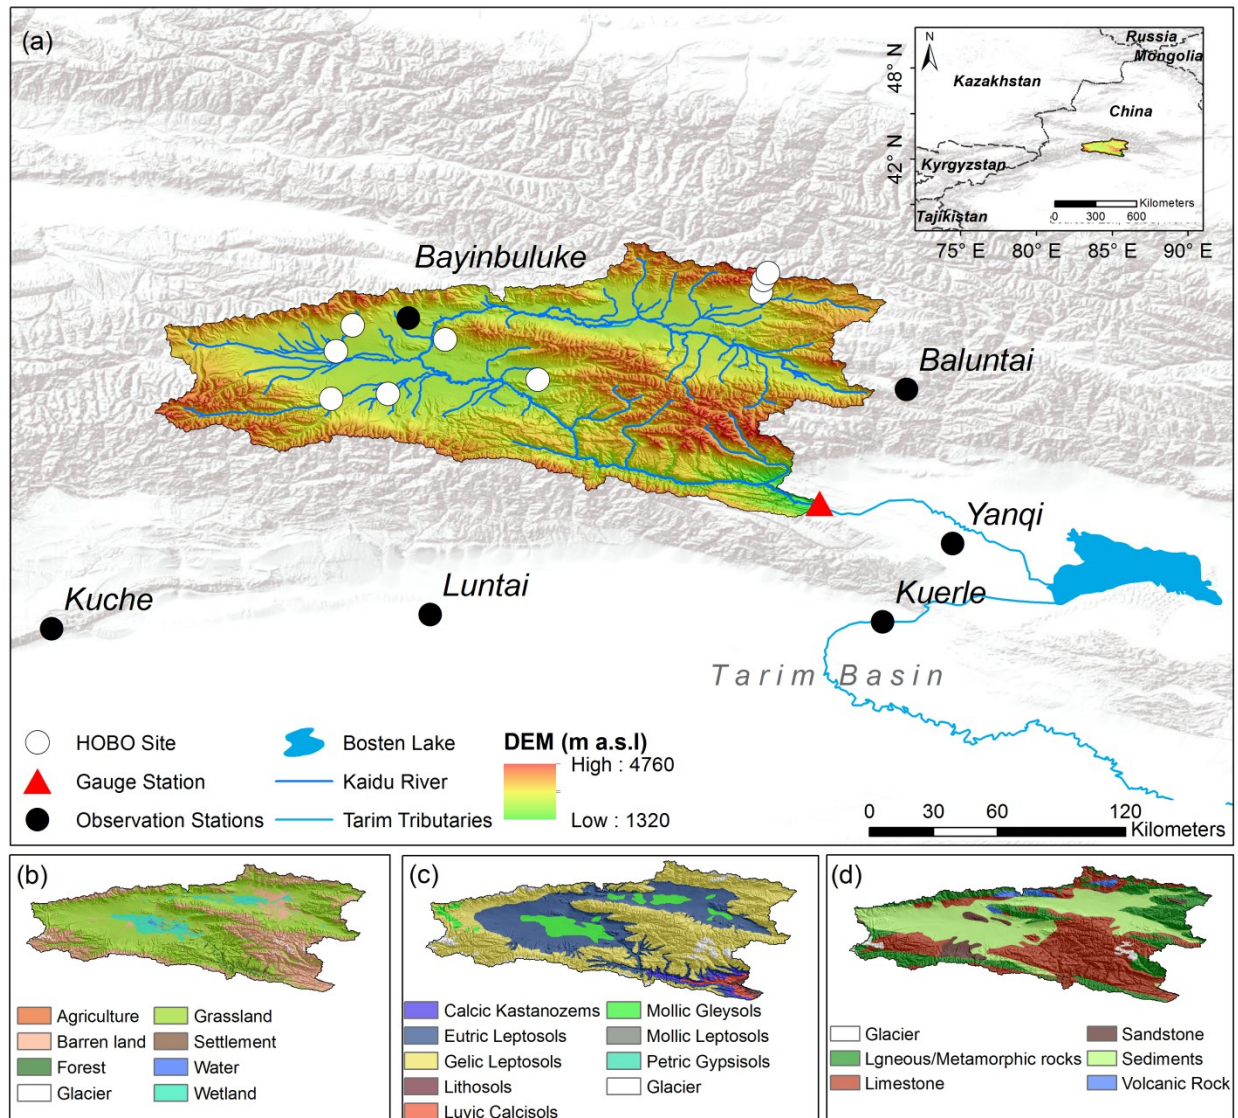 (a)
N
48° N
42° N
Russia
Mongolia
Kazakhstan
China
Kyrgyzstan
Tajikistan
Kilometers
0 300 600
75° E 80° E 85° E 90° E
Bayinbuluke
Baluntai
Yanqi
Kuche
Luntai
Kuerle
Tarim Basin
HOBO Site
Gauge Station
Observation Stations
Bosten Lake
Kaidu River
Tarim Tributaries
DEM (m a.s.l)
High : 4760
Low : 1320
0 30 60 120
Kilometers
(b)
Agriculture
Barren land
Forest
Glacier
Grassland
Settlement
Water
Wetland
(c)
Calcic Kastanozems
Eutric Leptosols
Gelic Leptosols
Lithosols
Luvic Calcisols
Mollic Gleysols
Mollic Leptosols
Petric Gypsisols
Glacier
(d)
Glacier
Lgneous/Metamorphic rocks
Limestone
Sandstone
Sediments
Volcanic Rock